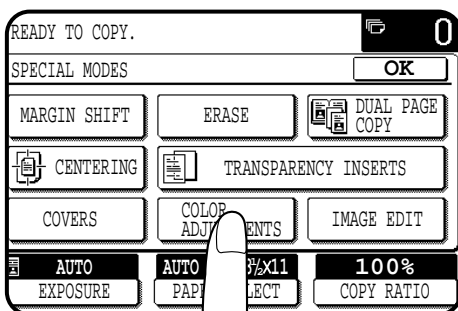 READY TO COPY.
0
SPECIAL MODES
OK
MARGIN SHIFT
ERASE
DUAL PAGE
COPY
CENTERING
TRANSPARENCY INSERTS
COVERS
COLOR
IMAGE EDIT
AUTO
AUTO
100%
EXPOSURE
COPY RATIO